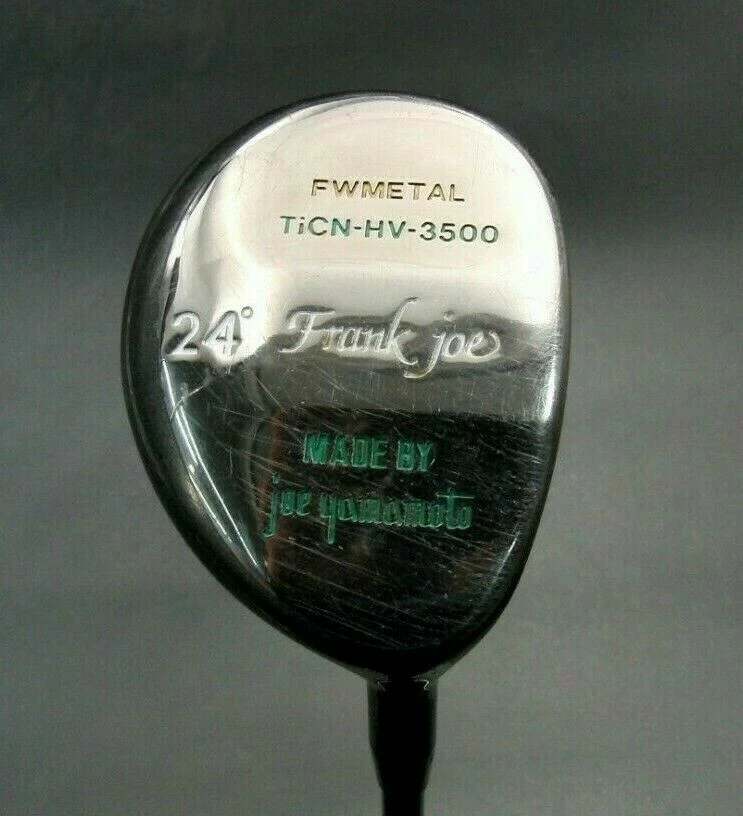 FWMETAL
TiCN-HV-3500
24° Frank joe
MADE BY
joe yamamoto